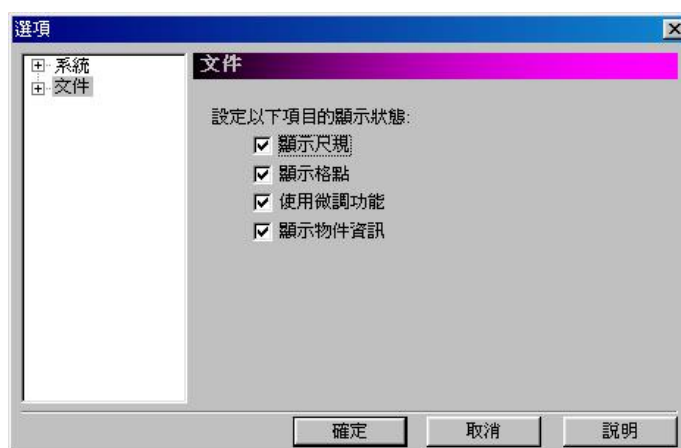 選項
系統
文件
文件
設定以下項目的顯示狀態:
顯示尺規
顯示格點
使用微調功能
顯示物件資訊
確定 取消 說明